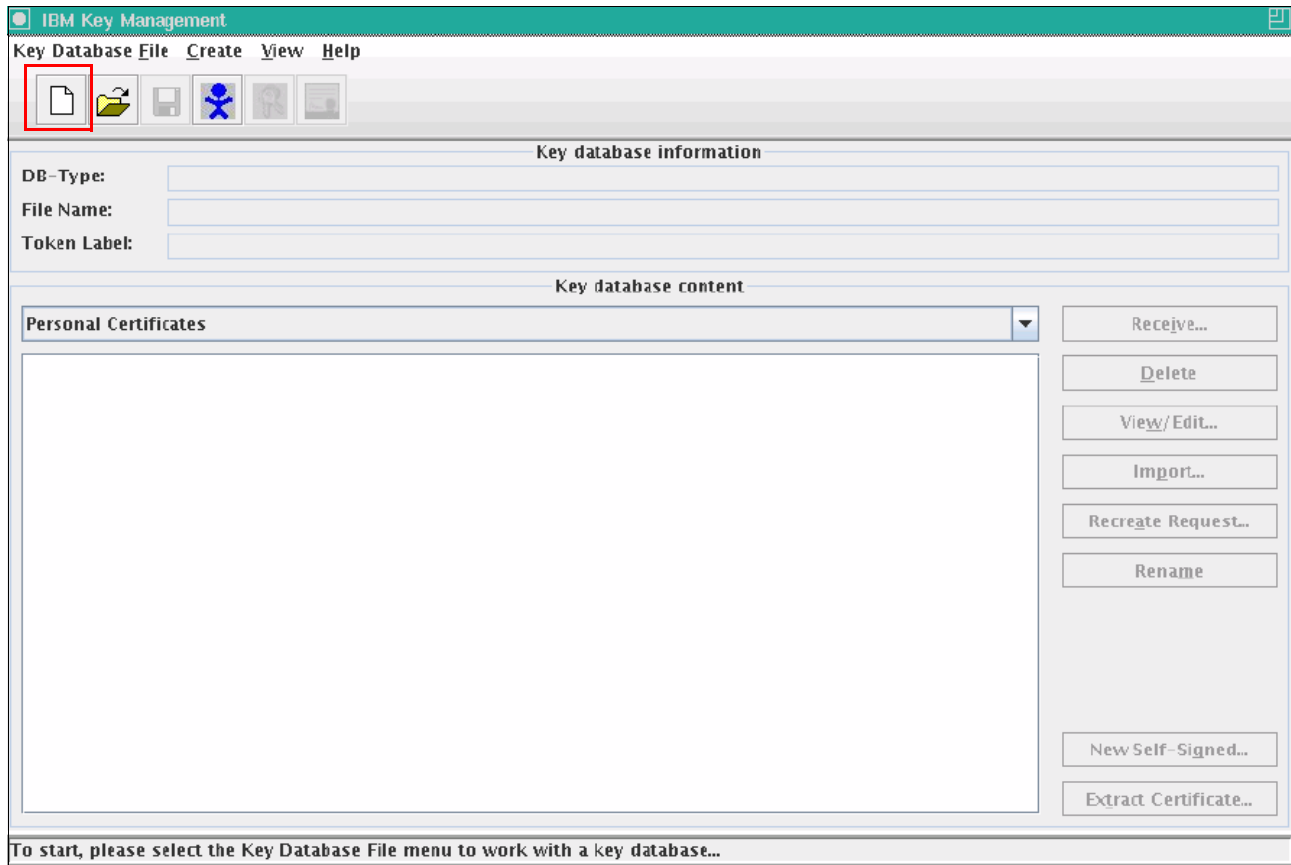 IBM Key Management
Key Database File Create View Help
Key database information
DB-Type:
File Name:
Token Label:
Key database content
Personal Certificates
Receive...
Delete
View/Edit...
Import...
Recreate Request...
Rename
New Self-Signed...
Extract Certificate...
To start, please select the Key Database File menu to work with a key database...